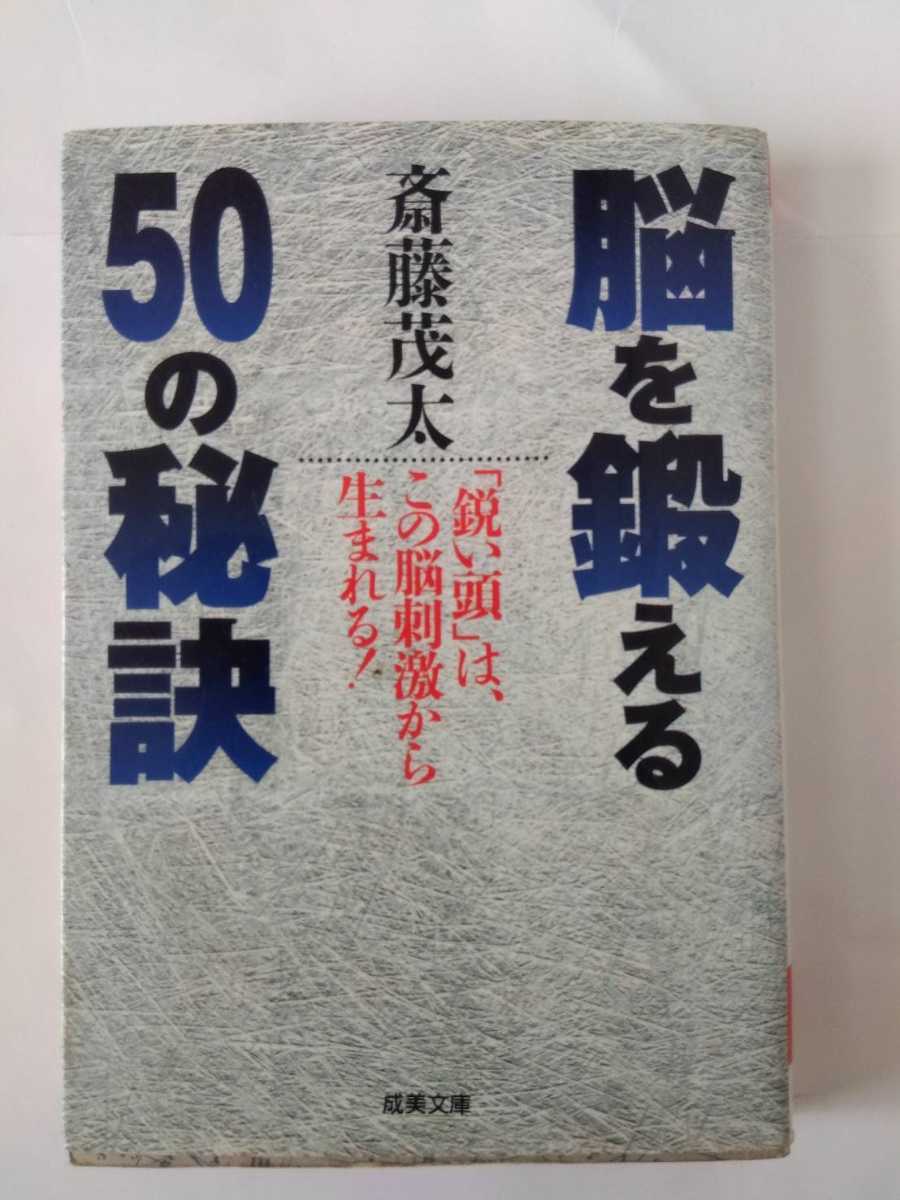 脳を鍛える
50の秘訣
斎藤茂太
「鋭い頭」は、
この脳刺激から
生まれる！
成美文庫